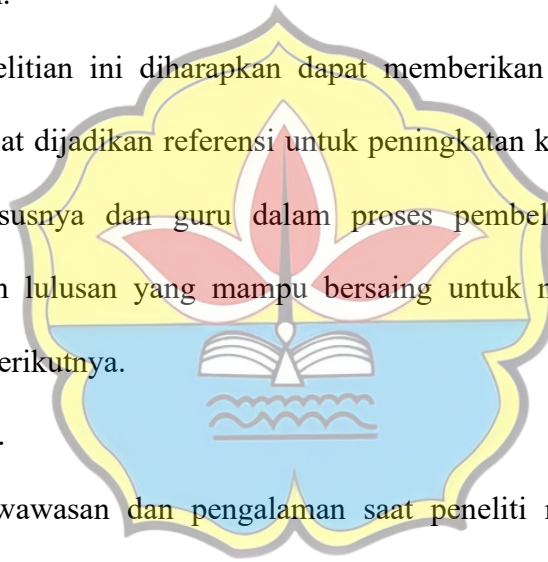 elitian ini diharapkan dapat memberikan
at dijadikan referensi untuk peningkatan k
susnya dan guru dalam proses pembel
n lulusan yang mampu bersaing untuk n
erikutnya.
.
wawasan dan pengalaman saat peneliti